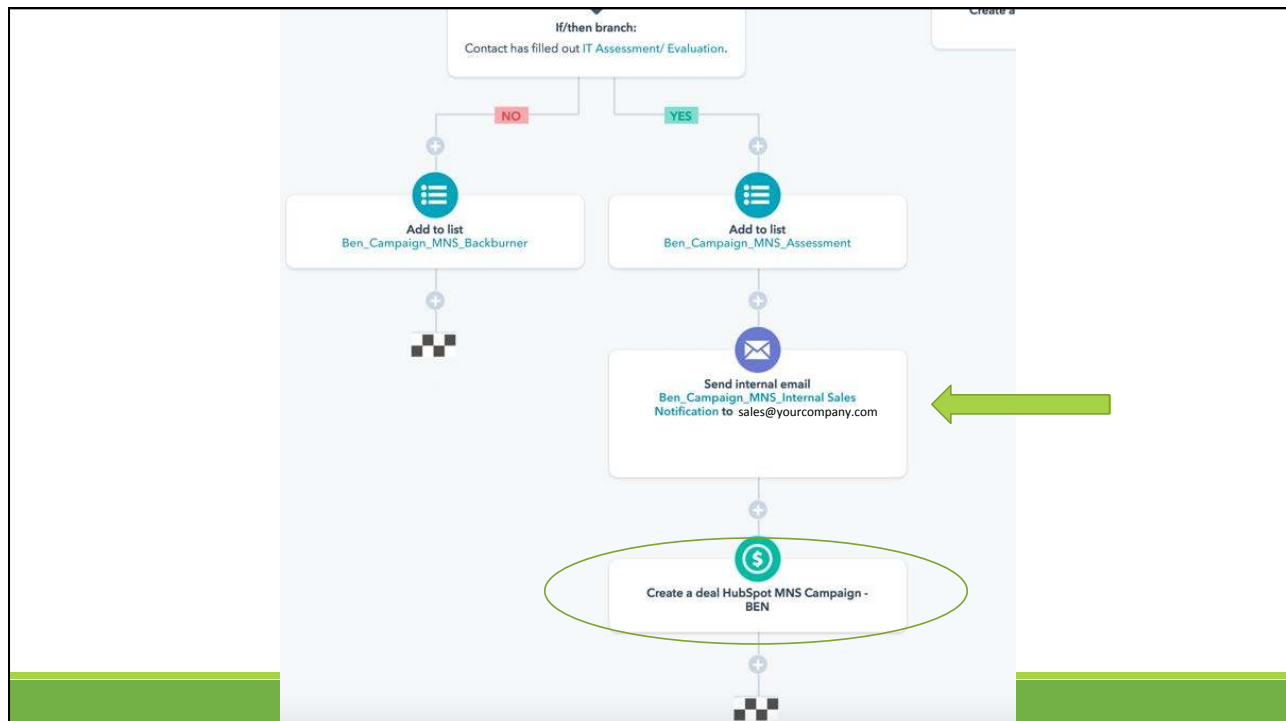 Create a
If/then branch:
Contact has filled out IT Assessment/ Evaluation.
NO
YES
Add to list
Ben_Campaign_MNS_Backburner
Add to list
Ben_Campaign_MNS_Assessment
Send internal email
Ben_Campaign_MNS_Internal Sales
Notification to sales@yourcompany.com
Create a deal HubSpot MNS Campaign -
BEN